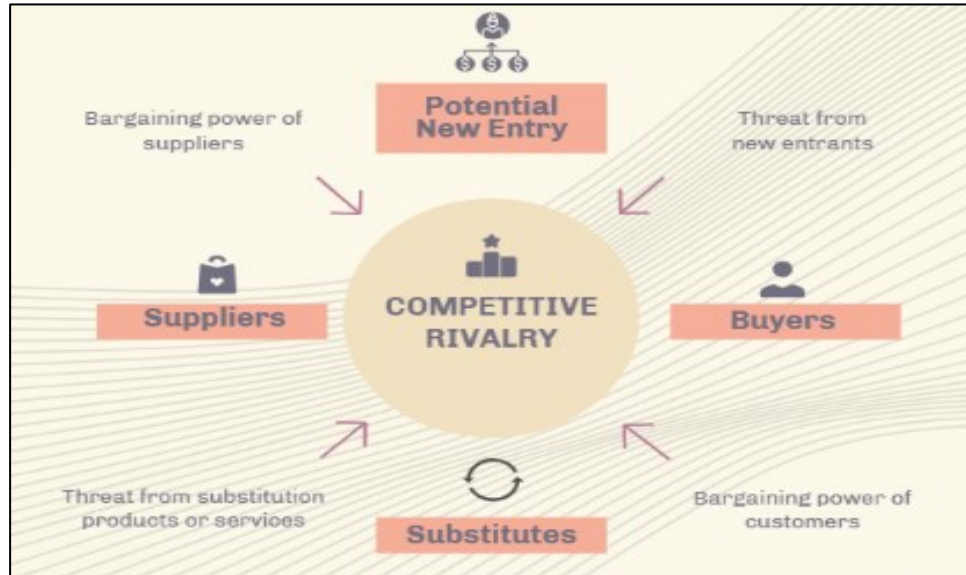 Potential
New Entry
Bargaining power of
suppliers
Threat from
new entrants
Suppliers
COMPETITIVE
RIVALRY
Buyers
Threat from substitution
products or services
Substitutes
Bargaining power of
customers